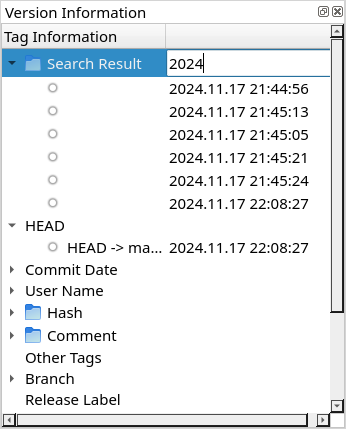 Version Information
Tag Information
Search Result 2024
2024.11.17 21:44:56
2024.11.17 21:45:13
2024.11.17 21:45:05
2024.11.17 21:45:21
2024.11.17 21:45:24
2024.11.17 22:08:27
HEAD
HEAD -> ma... 2024.11.17 22:08:27
Commit Date
User Name
Hash
Comment
Other Tags
Branch
Release Label